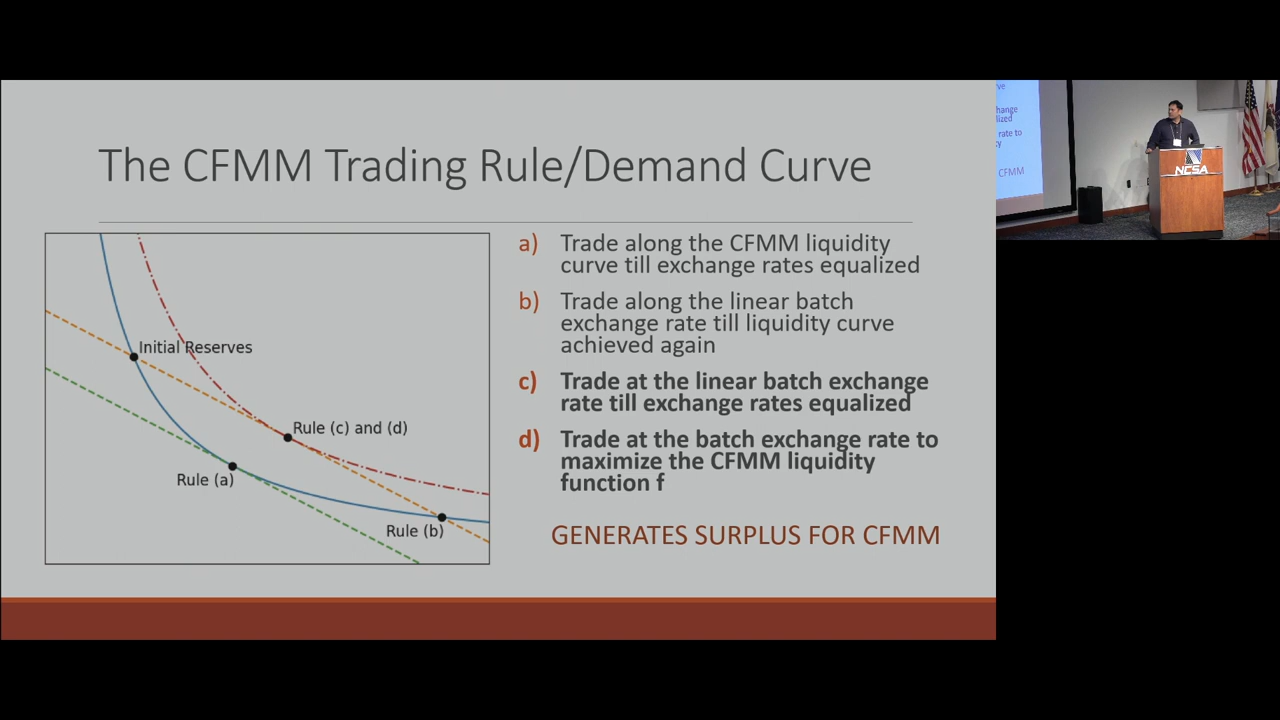 The CFMM Trading Rule/Demand Curve
Initial Reserves
Rule (c) and (d)
Rule (a)
Rule (b)
a) Trade along the CFMM liquidity
curve till exchange rates equalized
b) Trade along the linear batch
exchange rate till liquidity curve
achieved again
c) Trade at the linear batch exchange
rate till exchange rates equalized
d) Trade at the batch exchange rate to
maximize the CFMM liquidity
function f
GENERATES SURPLUS FOR CFMM
rate to
CFMM
NCSA